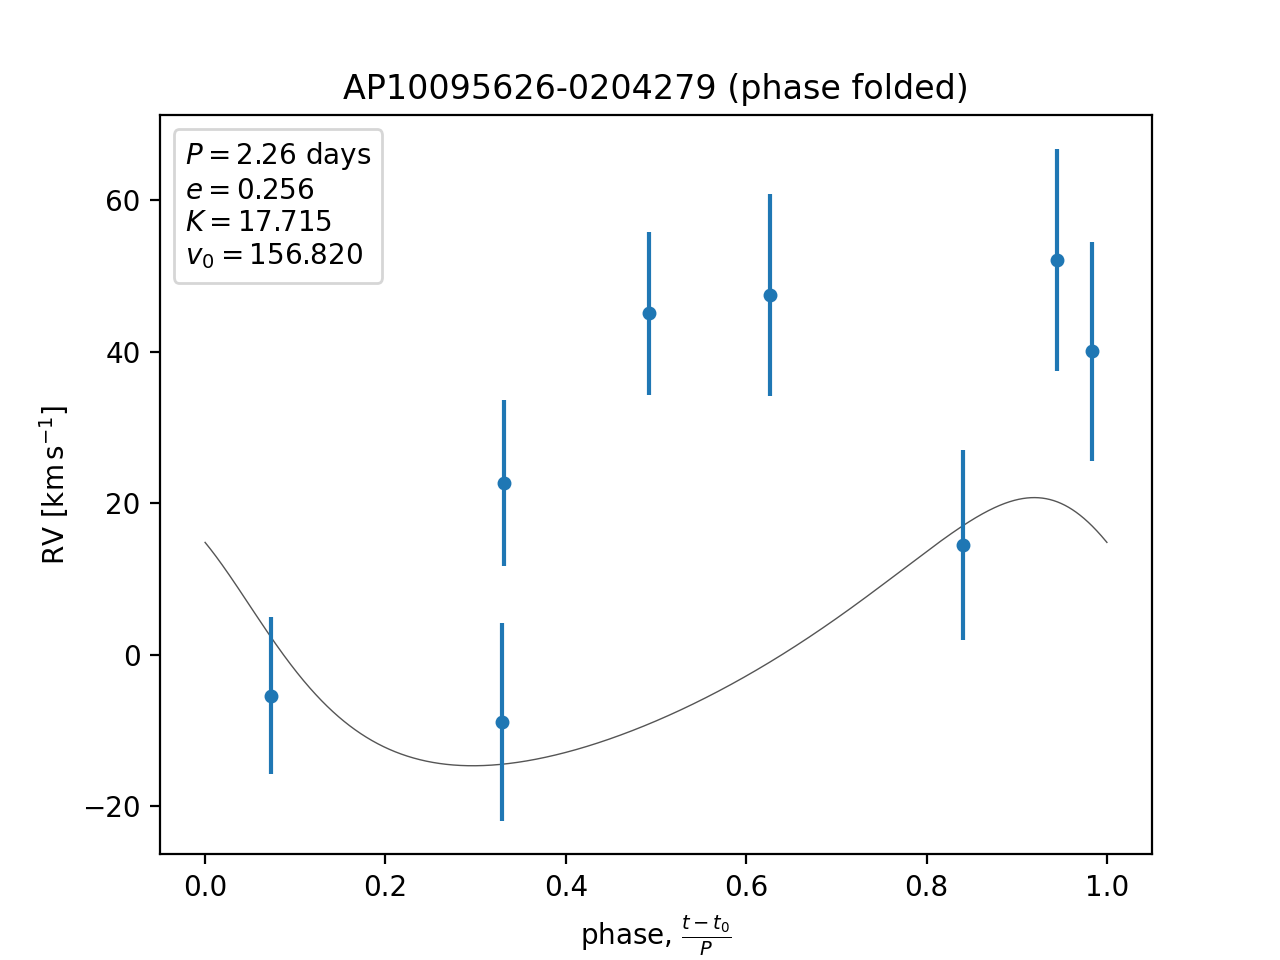 AP10095626-0204279 (phase folded)
P = 2.26 days
e = 0.256
K = 17.715
v₀ = 156.820
60
40
20
0
−20
RV [km s⁻¹]
0.0 0.2 0.4 0.6 0.8 1.0
phase, (t − t₀)/P